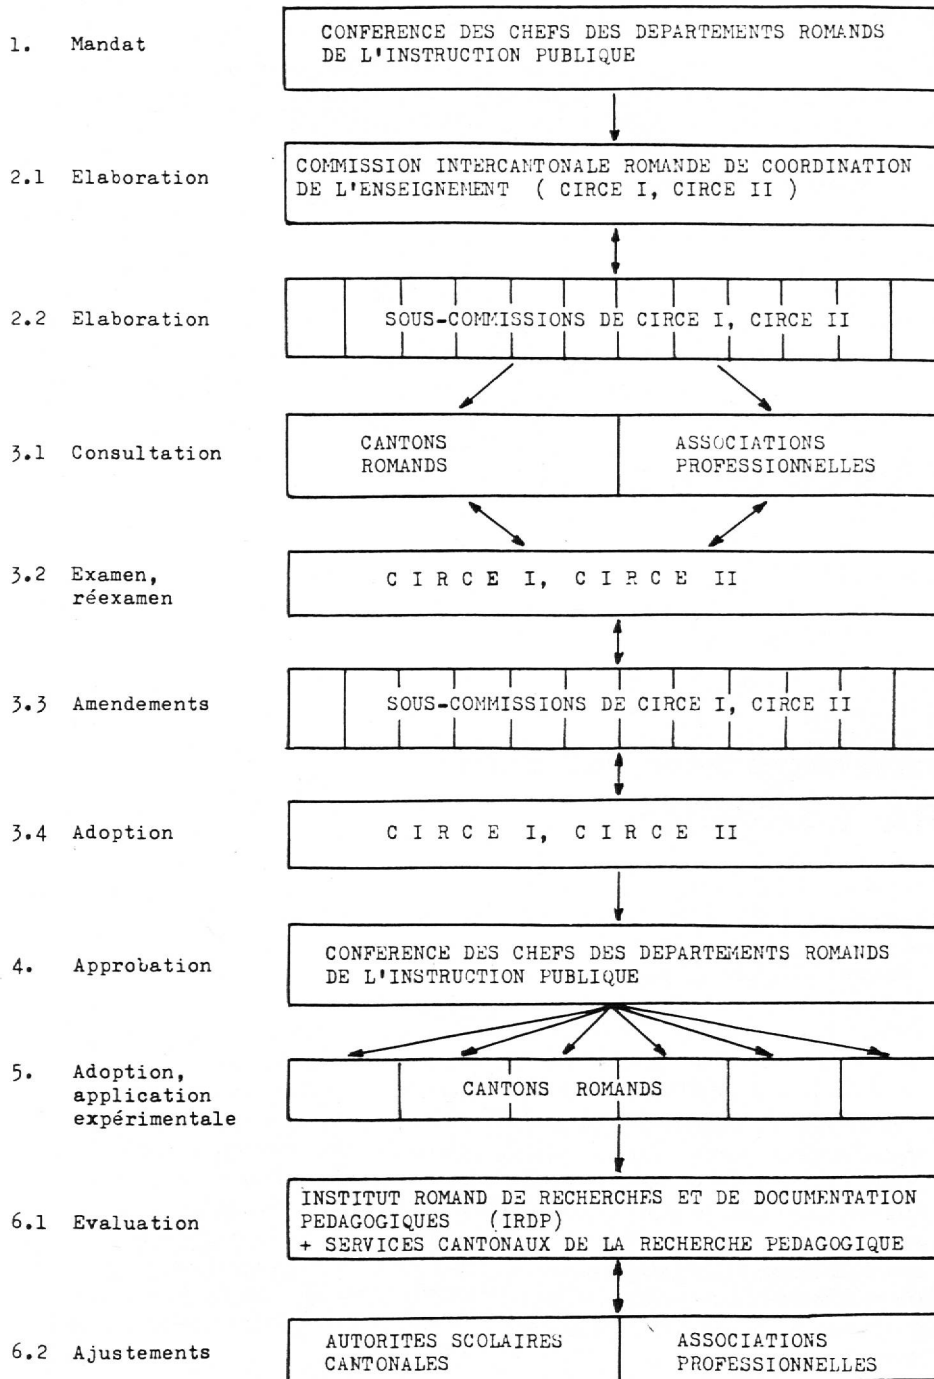 1. Mandat
CONFERENCE DES CHEFS DES DEPARTEMENTS ROMANDS
DE L'INSTRUCTION PUBLIQUE
2.1 Elaboration
COMMISSION INTERCANTONALE ROMANDE DE COORDINATION
DE L'ENSEIGNEMENT ( CIRCE I, CIRCE II )
2.2 Elaboration
SOUS-COMMISSIONS DE CIRCE I, CIRCE II
3.1 Consultation
CANTONS
ROMANDS
ASSOCIATIONS
PROFESSIONNELLES
3.2 Examen,
réexamen
C I R C E I, C I R C E II
3.3 Amendements
SOUS-COMMISSIONS DE CIRCE I, CIRCE II
3.4 Adoption
C I R C E I, C I R C E II
4. Approbation
CONFERENCE DES CHEFS DES DEPARTEMENTS ROMANDS
DE L'INSTRUCTION PUBLIQUE
5. Adoption,
application
expérimentale
CANTONS ROMANDS
6.1 Evaluation
INSTITUT ROMAND DE RECHERCHES ET DE DOCUMENTATION
PEDAGOGIQUES (IRDP)
+ SERVICES CANTONAUX DE LA RECHERCHE PEDAGOGIQUE
6.2 Ajustements
AUTORITES SCOLAIRES
CANTONALES
ASSOCIATIONS
PROFESSIONNELLES